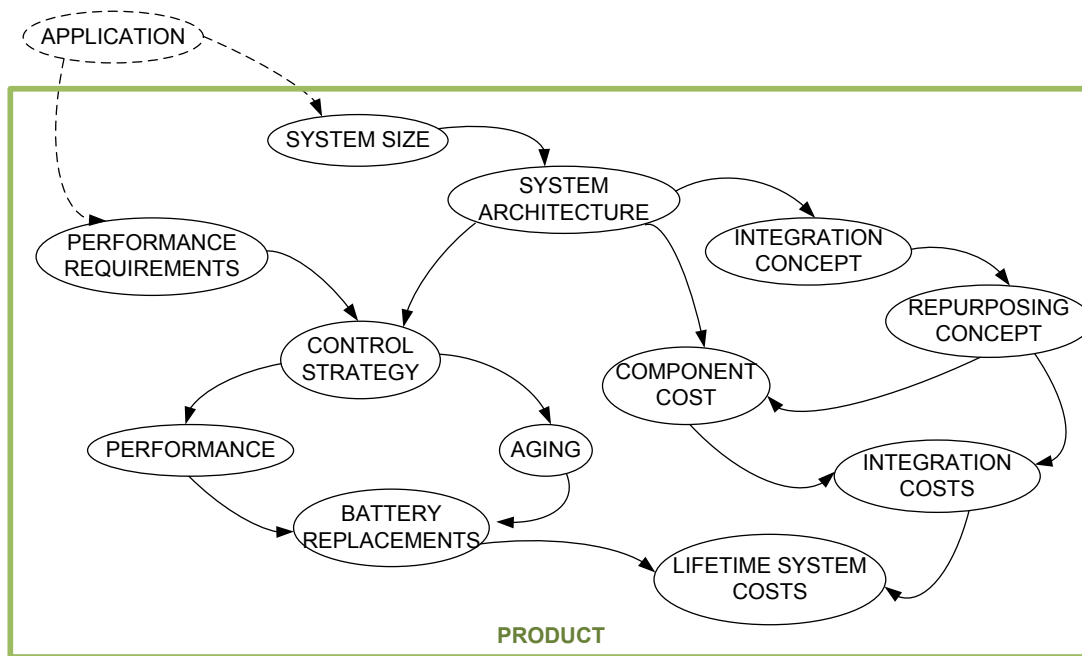 APPLICATION
SYSTEM SIZE
SYSTEM
ARCHITECTURE
PERFORMANCE
REQUIREMENTS
INTEGRATION
CONCEPT
REPURPOSING
CONCEPT
CONTROL
STRATEGY
COMPONENT
COST
PERFORMANCE
AGING
INTEGRATION
COSTS
BATTERY
REPLACEMENTS
LIFETIME SYSTEM
COSTS
PRODUCT